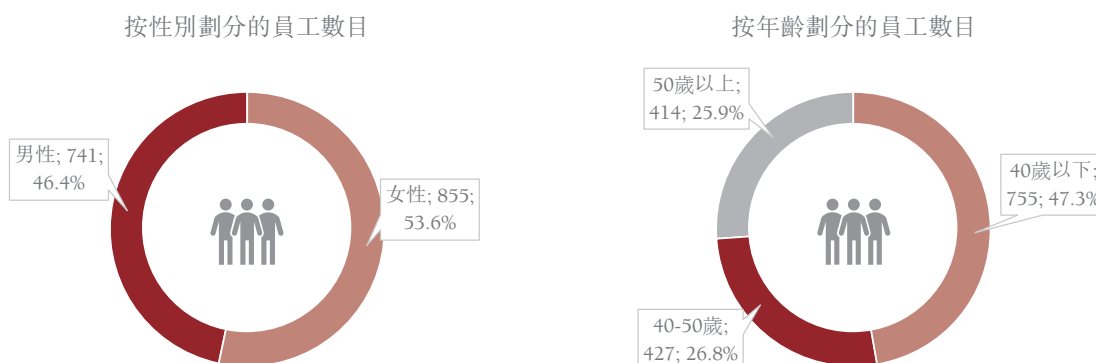 按性別劃分的員工數目
男性; 741;
46.4%
女性; 855;
53.6%
按年齡劃分的員工數目
50歲以上;
414; 25.9%
40歲以下;
755; 47.3%
40-50歲;
427; 26.8%